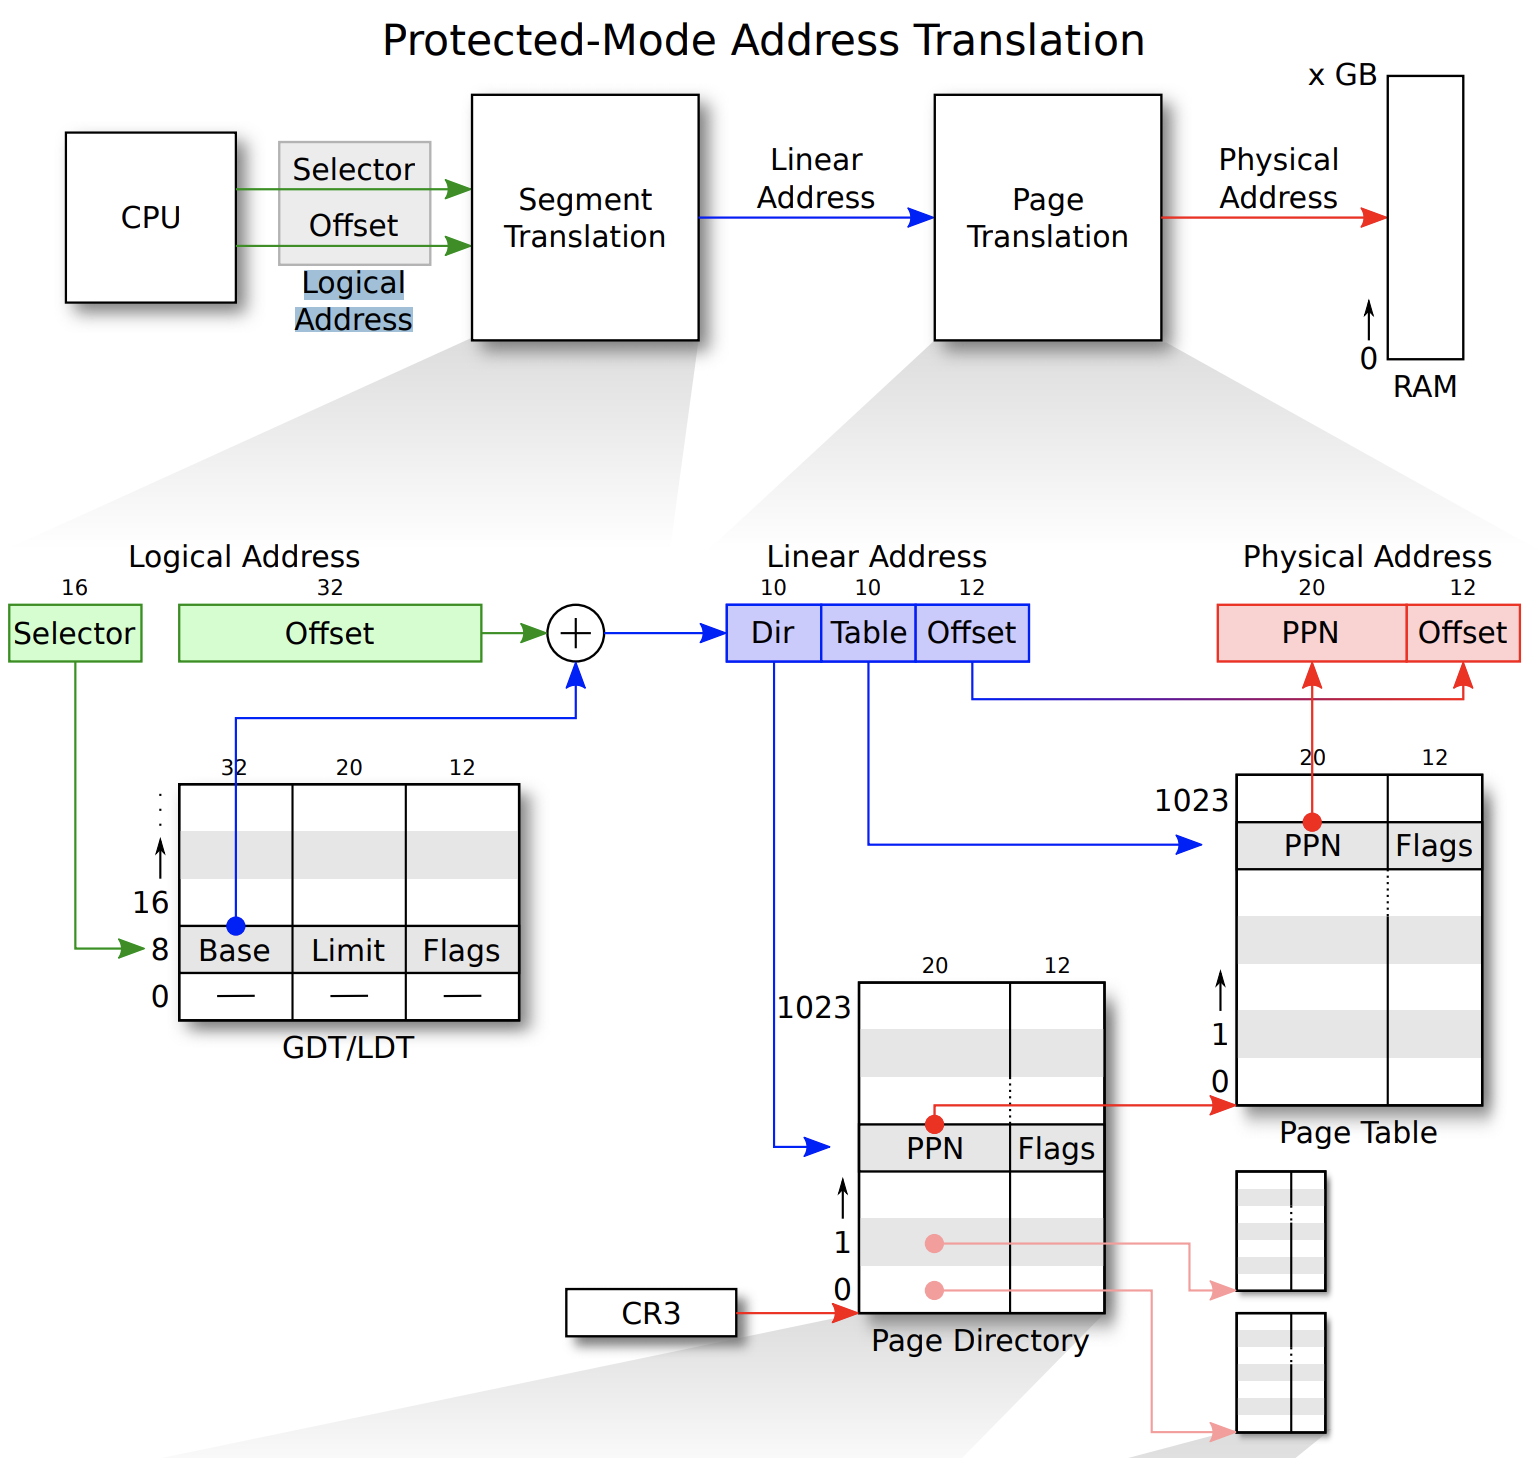 Protected-Mode Address Translation
x GB
CPU
Selector
Offset
Logical
Address
Segment
Translation
Linear
Address
Page
Translation
Physical
Address
0
RAM
Logical Address
16
32
Selector
Offset
Linear Address
10
10
12
Dir
Table
Offset
Physical Address
20
12
PPN
Offset
32
20
12
16
8
Base
Limit
Flags
0
GDT/LDT
20
12
1023
PPN
Flags
1
0
Page Table
20
12
1023
PPN
Flags
1
0
Page Directory
CR3